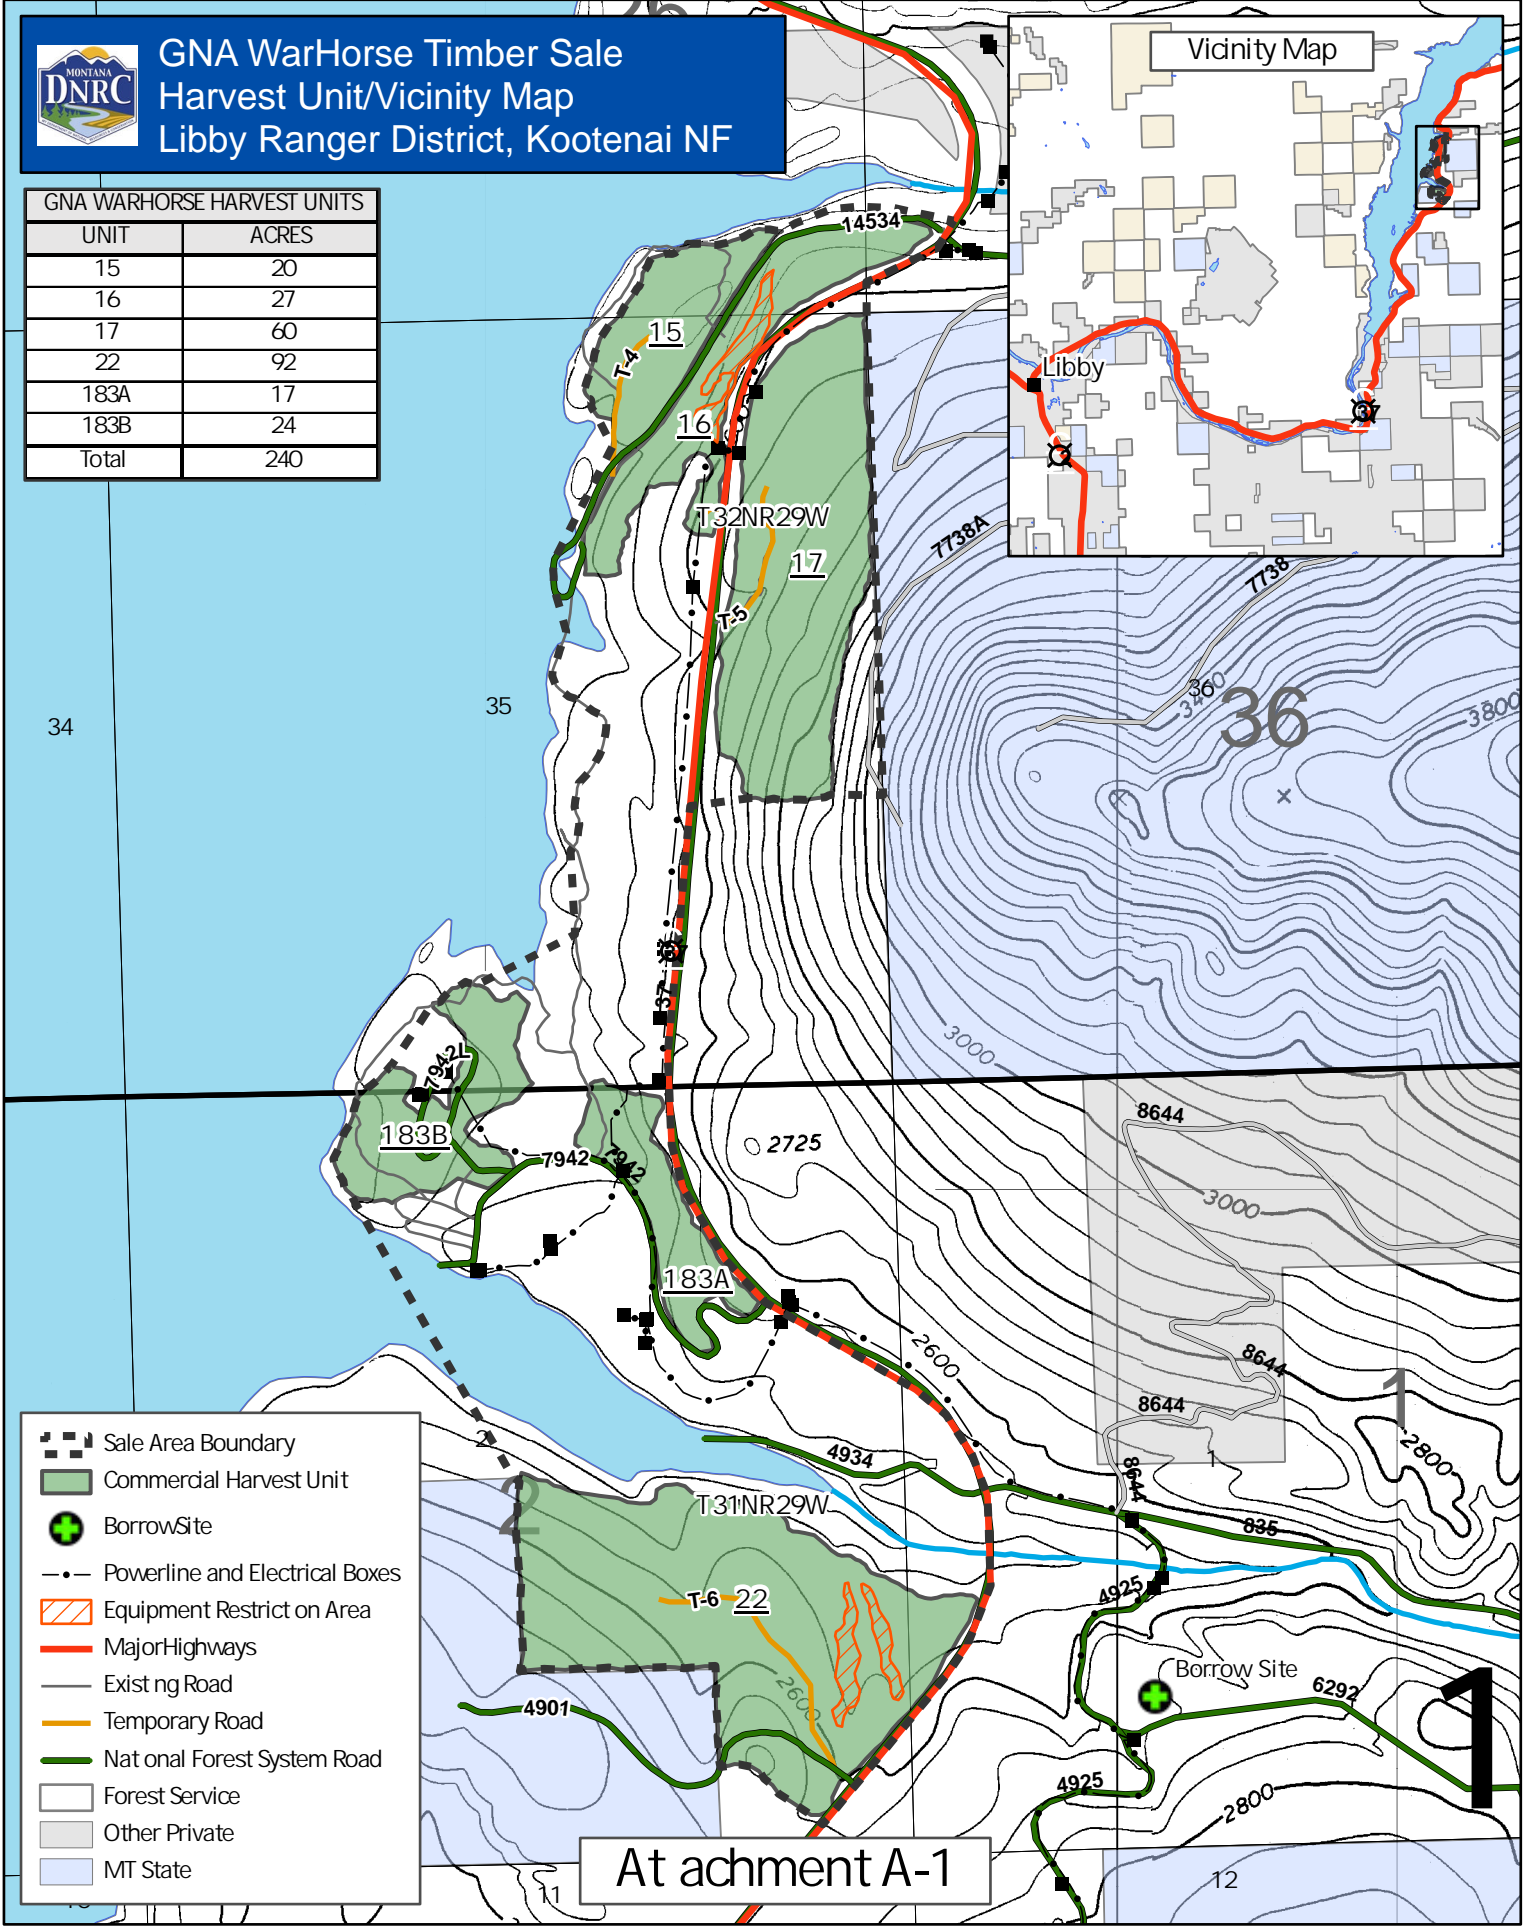 GNA WarHorse Timber Sale
Harvest Unit/Vicinity Map
Libby Ranger District, Kootenai NF
MONTANA
DNRC
GNA WARHORSE HARVEST UNITS
UNIT ACRES
15 20
16 27
17 60
22 92
183A 17
183B 24
Total 240
Vicinity Map
Libby
37
2
14534
15
T-4
16
T32NR29W
17
T-5
7738A
7738
34
35
36
36
3400
3800
37
37
3000
7942L
183B
7942
7942
183A
2725
8644
3000
2600
8644
8644
8644
1
1
2800
4934
835
2
2
T31NR29W
T-6
22
2600
4901
4925
Borrow Site
6292
1
4925
2800
11
12
Sale Area Boundary
Commercial Harvest Unit
BorrowSite
Powerline and Electrical Boxes
Equipment Restrict on Area
MajorHighways
Exist ng Road
Temporary Road
Nat onal Forest System Road
Forest Service
Other Private
MT State
At achment A-1